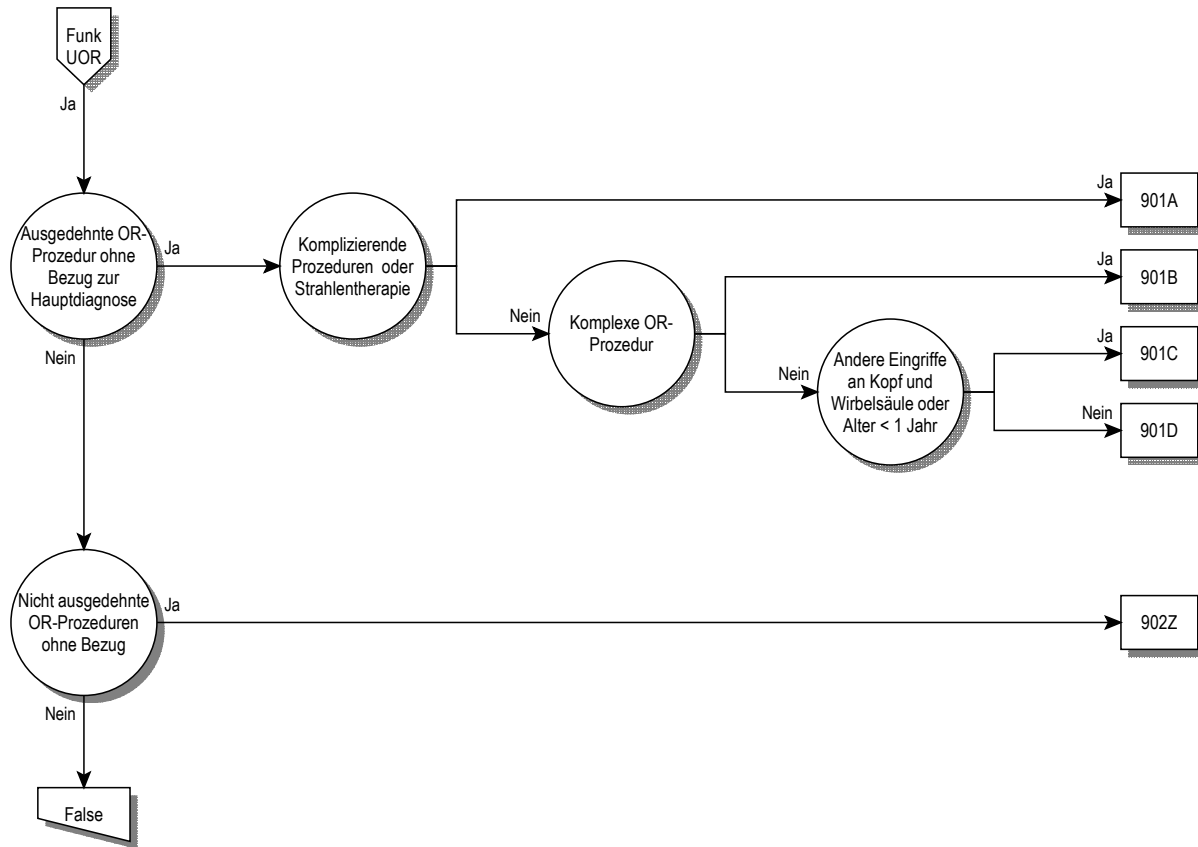 Funk
UOR
Ja
Ausgedehnte OR-
Prozedur ohne
Bezug zur
Hauptdiagnose
Ja
Komplizierende
Prozeduren oder
Strahlentherapie
Ja
901A
Nein
Komplexe OR-
Prozedur
Ja
901B
Nein
Andere Eingriffe
an Kopf und
Wirbelsäule oder
Alter < 1 Jahr
Ja
901C
Nein
901D
Nein
Nicht ausgedehnte
OR-Prozeduren
ohne Bezug
Ja
902Z
Nein
False